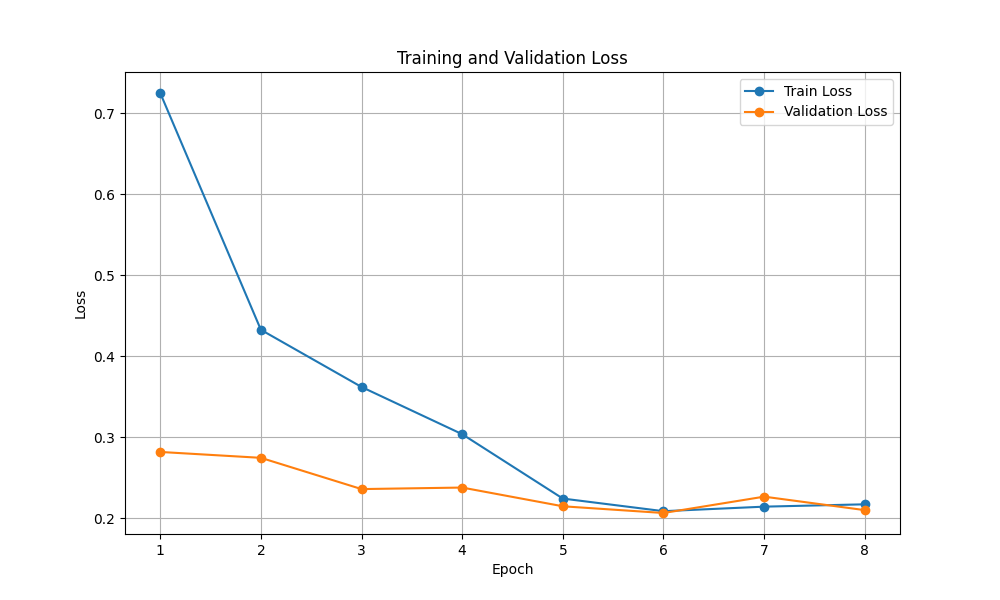 Training and Validation Loss
Train Loss
Validation Loss
0.7
0.6
0.5
0.4
0.3
0.2
Loss
1 2 3 4 5 6 7 8
Epoch